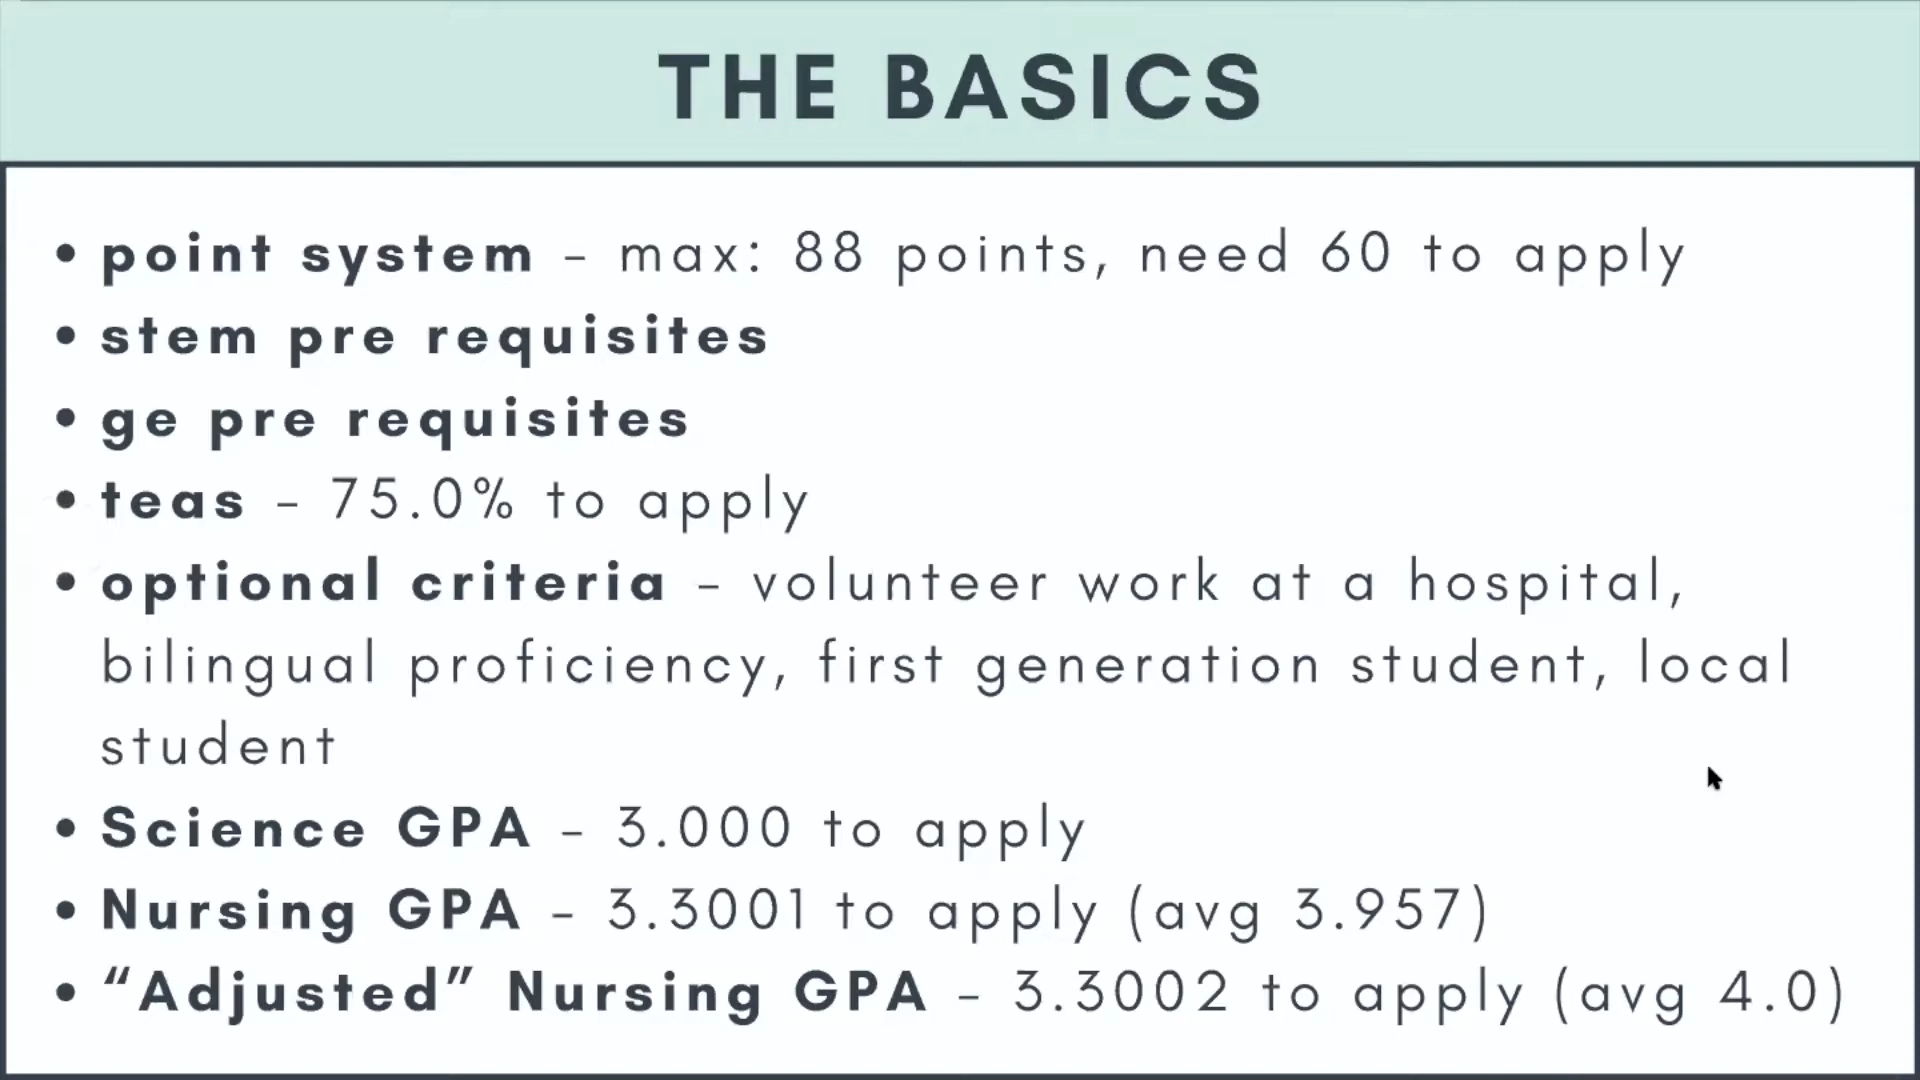 THE BASICS
• point system - max: 88 points, need 60 to apply
• stem pre requisites
• ge pre requisites
• teas - 75.0% to apply
• optional criteria - volunteer work at a hospital,
bilingual proficiency, first generation student, local
student
• Science GPA - 3.000 to apply
• Nursing GPA - 3.3001 to apply (avg 3.957)
• “Adjusted” Nursing GPA - 3.3002 to apply (avg 4.0)